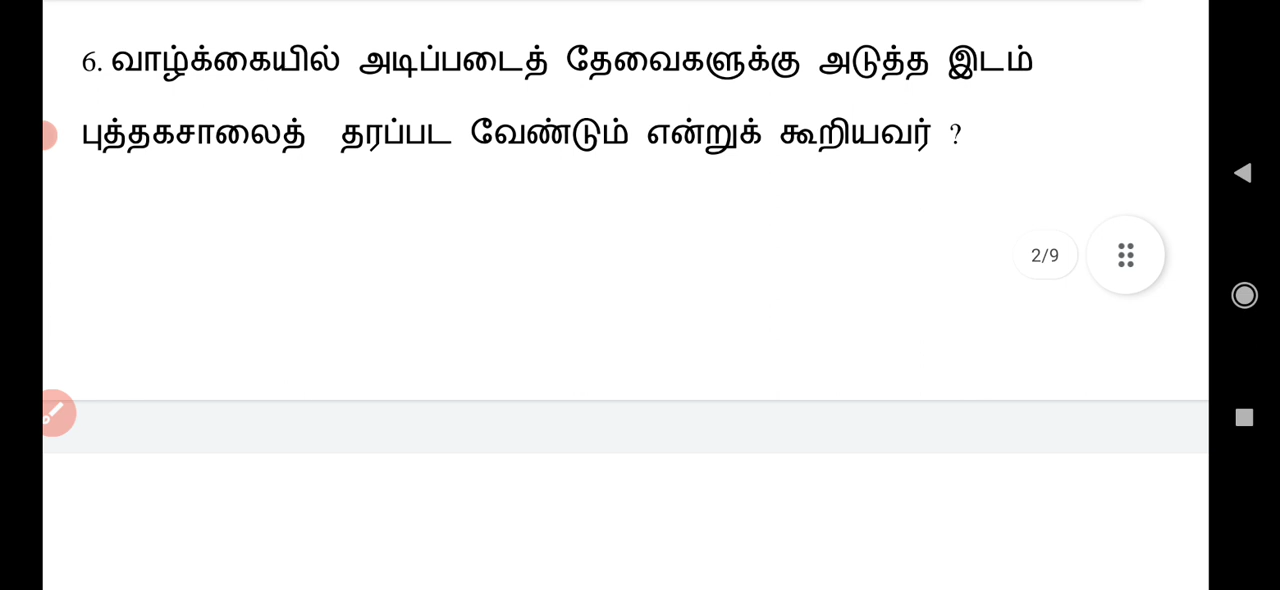 6. வாழ்க்கையில் அடிப்படைத் தேவைகளுக்கு அடுத்த இடம்
புத்தகசாலைத் தரப்பட வேண்டும் என்றுக் கூறியவர் ?
2/9